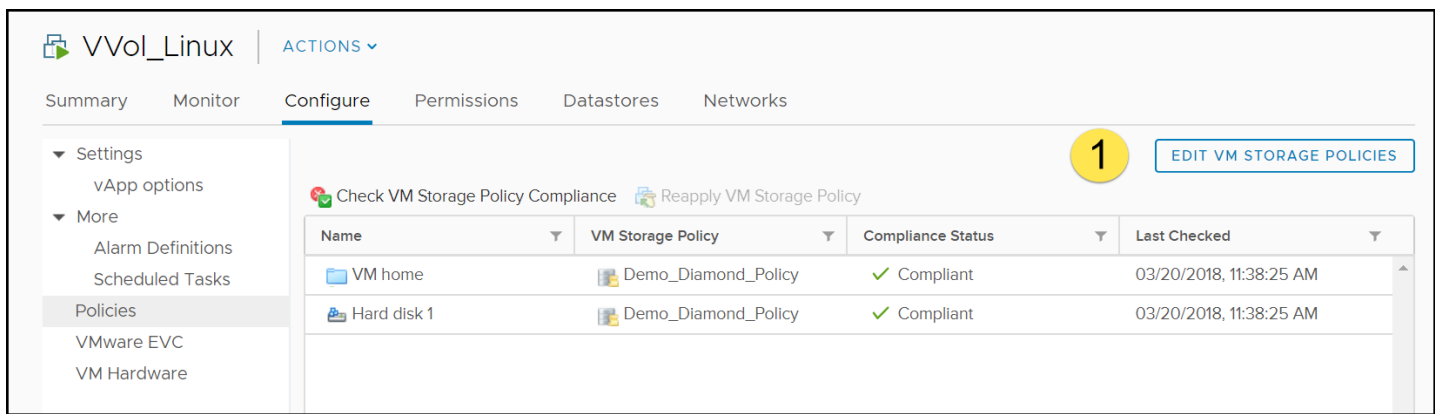 VVol_Linux ACTIONS
Summary Monitor Configure Permissions Datastores Networks
1 EDIT VM STORAGE POLICIES
Settings
vApp options
More
Alarm Definitions
Scheduled Tasks
Policies
VMware EVC
VM Hardware
Check VM Storage Policy Compliance Reapply VM Storage Policy
Name VM Storage Policy Compliance Status Last Checked
VM home Demo_Diamond_Policy Compliant 03/20/2018, 11:38:25 AM
Hard disk 1 Demo_Diamond_Policy Compliant 03/20/2018, 11:38:25 AM